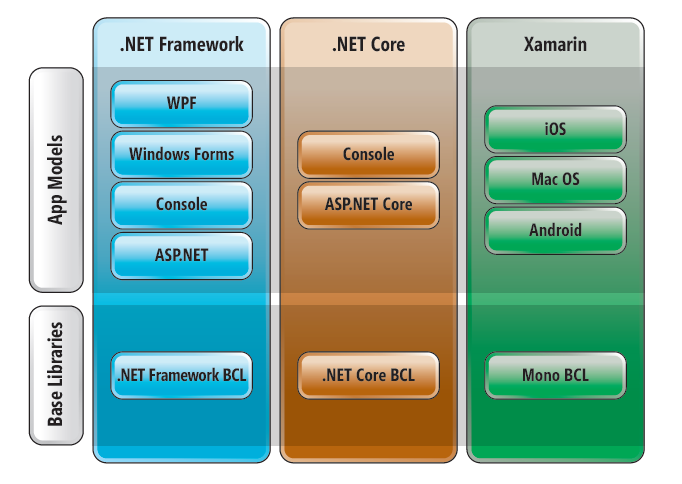 .NET Framework
.NET Core
Xamarin
App Models
WPF
Windows Forms
Console
ASP.NET
Console
ASP.NET Core
iOS
Mac OS
Android
Base Libraries
.NET Framework BCL
.NET Core BCL
Mono BCL